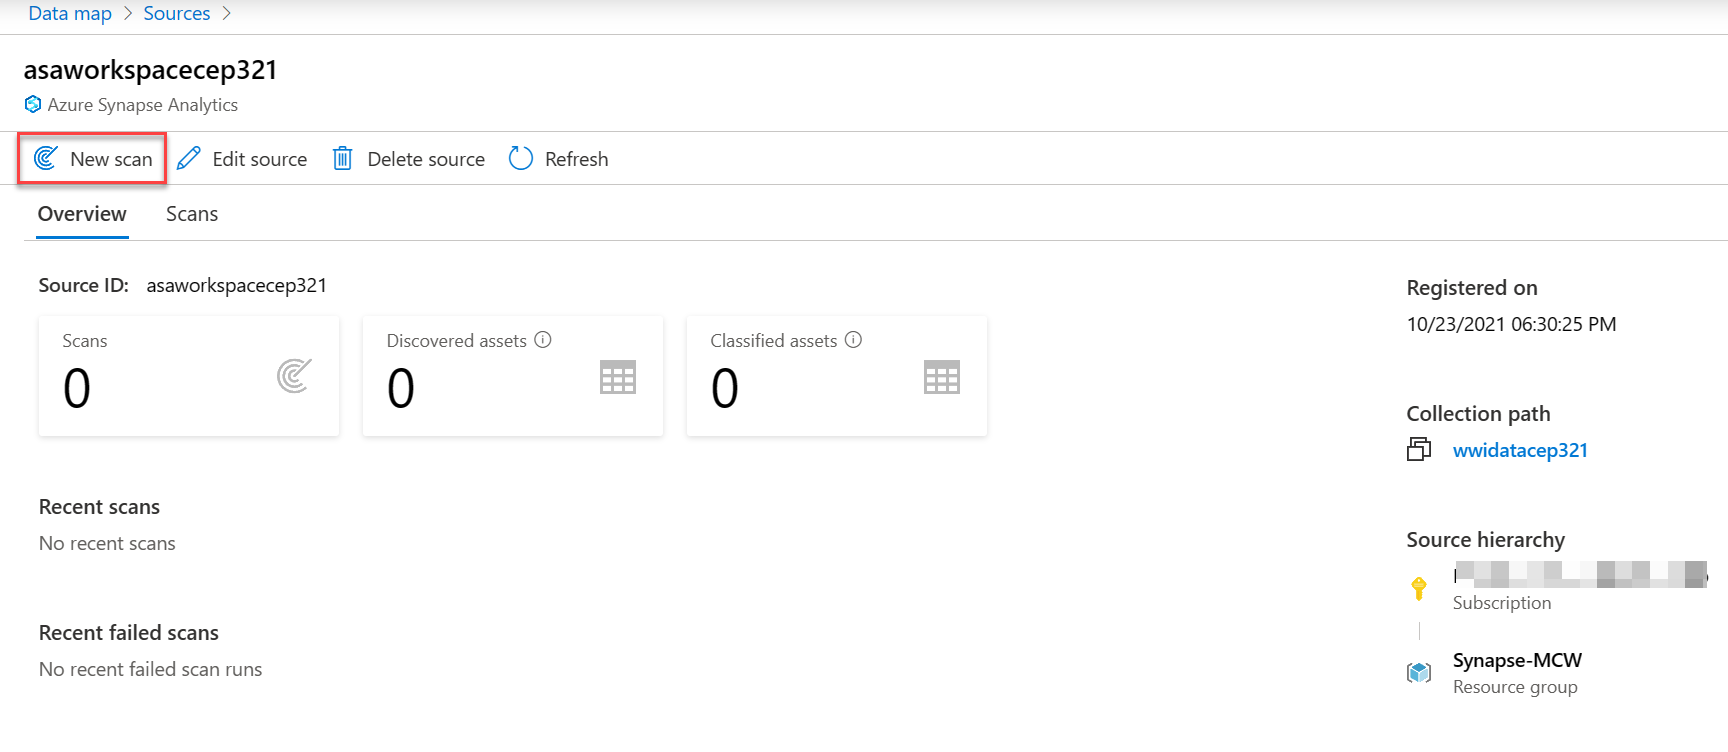 Data map > Sources >
asaworkspacecep321
Azure Synapse Analytics
New scan Edit source Delete source Refresh
Overview Scans
Source ID: asaworkspacecep321
Scans
0
Discovered assets
0
Classified assets
0
Recent scans
No recent scans
Recent failed scans
No recent failed scan runs
Registered on
10/23/2021 06:30:25 PM
Collection path
wwidatacep321
Source hierarchy
Subscription
Synapse-MCW
Resource group